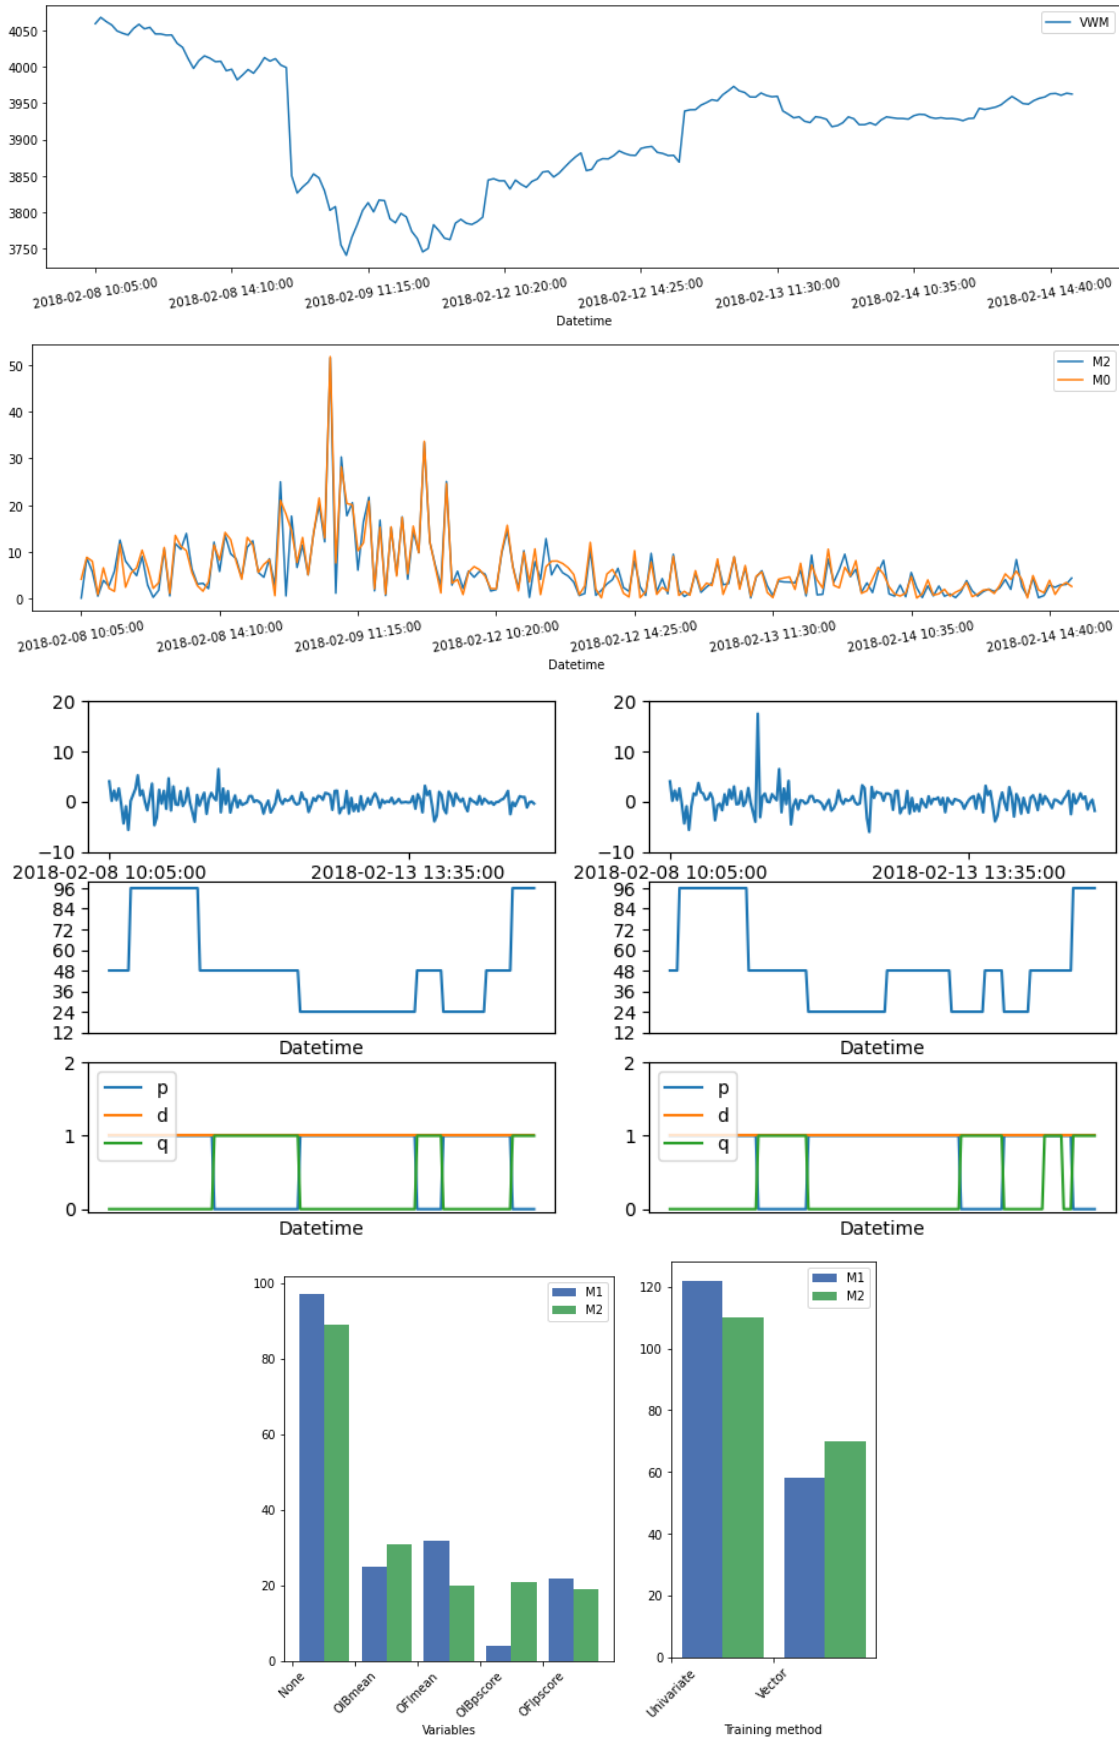 VWM
4050
4000
3950
3900
3850
3800
3750
2018-02-08 10:05:00 2018-02-08 14:10:00 2018-02-09 11:15:00 2018-02-12 10:20:00 2018-02-12 14:25:00 2018-02-13 11:30:00 2018-02-14 10:35:00 2018-02-14 14:40:00
Datetime
M2
M0
50
40
30
20
10
0
2018-02-08 10:05:00 2018-02-08 14:10:00 2018-02-09 11:15:00 2018-02-12 10:20:00 2018-02-12 14:25:00 2018-02-13 11:30:00 2018-02-14 10:35:00 2018-02-14 14:40:00
Datetime
20
10
0
−10
2018-02-08 10:05:00 2018-02-13 13:35:00
96
84
72
60
48
36
24
12
Datetime
2
1
0
p
d
q
Datetime
20
10
0
−10
2018-02-08 10:05:00 2018-02-13 13:35:00
96
84
72
60
48
36
24
12
Datetime
2
1
0
p
d
q
Datetime
M1
M2
100
80
60
40
20
0
None OIBmean OFImean OIBpscore OFIpscore
Variables
M1
M2
120
100
80
60
40
20
0
Univariate Vector
Training method